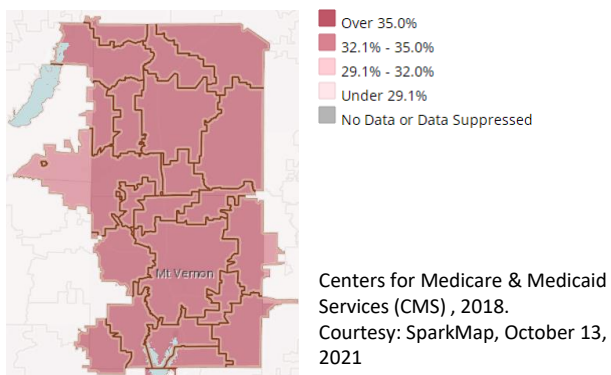 Over 35.0%
32.1% - 35.0%
29.1% - 32.0%
Under 29.1%
No Data or Data Suppressed
Mt Vernon
Centers for Medicare & Medicaid
Services (CMS) , 2018.
Courtesy: SparkMap, October 13,
2021